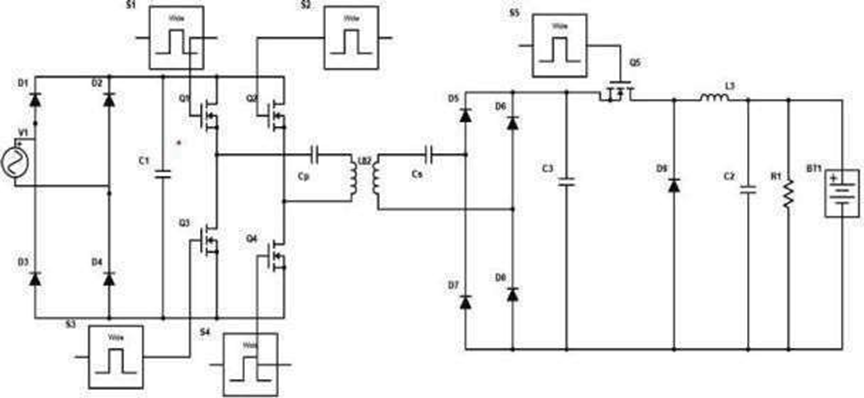 S1
Wide
S2
Wide
S5
Wide
Q5
D1
D2
Q1
Q2
D5
D6
L3
V1
C1
Cp
LB2
Cs
C3
D9
C2
R1
BT1
+
Q3
Q4
D3
D4
D7
D8
S3
Wide
S4
Wide